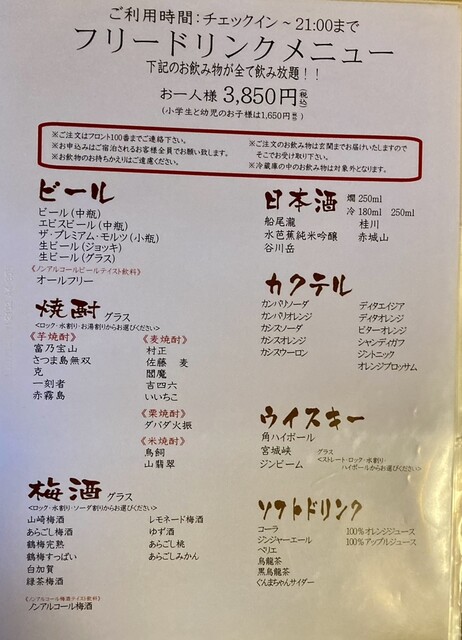 ご利用時間：チェックイン～21:00まで
フリードリンクメニュー
下記のお飲み物が全て飲み放題！！
お一人様 3,850円(税込)
(小学生と幼児のお子様は1,650円税込)
※ご注文はフロント100番までご連絡下さい。
※お申込みはご宿泊されるお客様全員でお願い致します。
※お飲物のお持ちかえりはご遠慮ください。
※ご注文のお飲み物は玄関までお届けいたしますので
そこでお受け取り下さい。
※冷蔵庫の中のお飲み物は対象外となります。
ビール
ビール(中瓶)
エビスビール(中瓶)
ザ・プレミアム・モルツ(小瓶)
生ビール(ジョッキ)
生ビール(グラス)
《ノンアルコールビールテイスト飲料》
オールフリー
焼酎 グラス
<ロック・水割り・お湯割りからお選びください>
《芋焼酎》
富乃宝山
さつま島無双
克
一刻者
赤霧島
《麦焼酎》
村正
佐藤 麦
閻魔
吉四六
いいちこ
《栗焼酎》
ダバダ火振
《米焼酎》
鳥飼
山翡翠
梅酒 グラス
<ロック・水割り・ソーダ割りからお選びください>
山崎梅酒
あらごし梅酒
鶴梅完熟
鶴梅すっぱい
白加賀
緑茶梅酒
レモネード梅酒
ゆず酒
あらごし桃
あらごしみかん
《ノンアルコール梅酒テイスト飲料》
ノンアルコール梅酒
日本酒 燗 250ml
冷 180ml 250ml
船尾瀧
水芭蕉純米吟醸
谷川岳
桂川
赤城山
カクテル
カンパリソーダ
カンパリオレンジ
カシスソーダ
カシスオレンジ
カシスウーロン
ディタエイジア
ディタオレンジ
ビターオレンジ
シャンディガフ
ジントニック
オレンジブロッサム
ウイスキー
角ハイボール
宮城峡
ジンビーム
グラス
<ストレート・ロック・水割り・
ハイボールからお選びください>
ソフトドリンク
コーラ
ジンジャーエール
ペリエ
烏龍茶
黒烏龍茶
ぐんまちゃんサイダー
100％オレンジジュース
100％アップルジュース